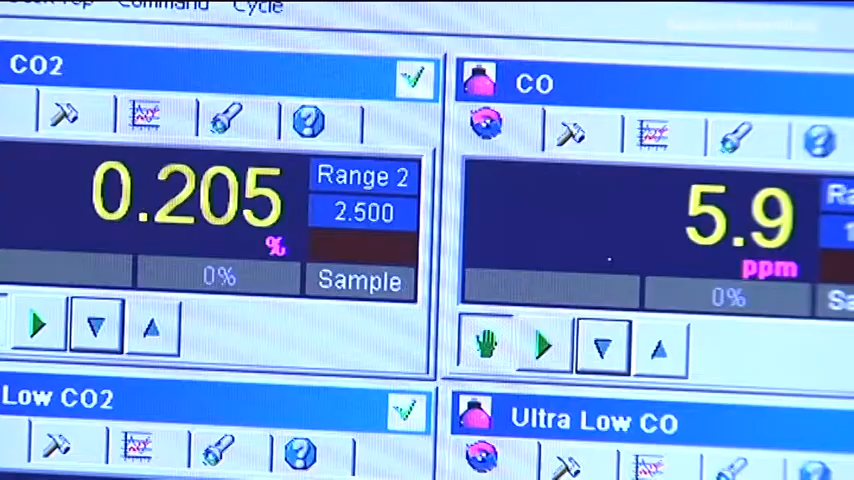 Command Cycle
CO2
CO
0.205
Range 2
2.500
%
0%
Sample
5.9
ppm
0%
Low CO2
Ultra Low CO